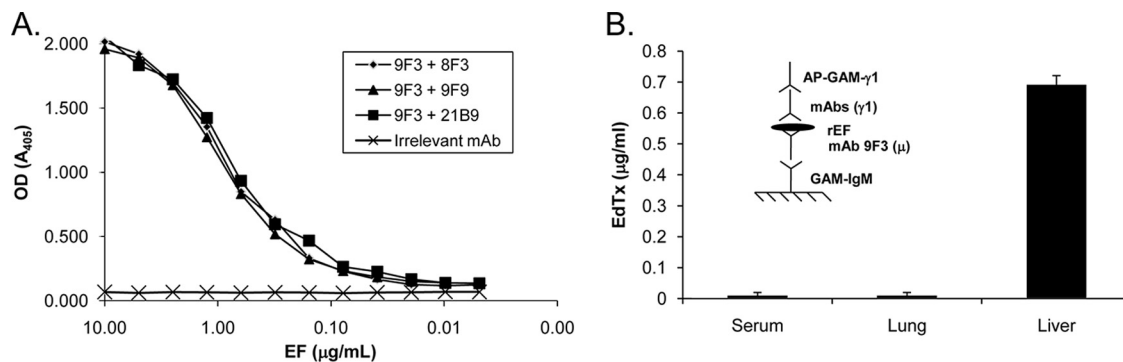 A.
2.000
1.500
1.000
0.500
0.000
OD (A405)
10.00 1.00 0.10 0.01 0.00
EF (µg/mL)
9F3 + 8F3
9F3 + 9F9
9F3 + 21B9
Irrelevant mAb
B.
0.8
0.7
0.6
0.5
0.4
0.3
0.2
0.1
0
EdTx (µg/ml)
AP-GAM-γ1
mAbs (γ1)
rEF
mAb 9F3 (µ)
GAM-IgM
Serum Lung Liver